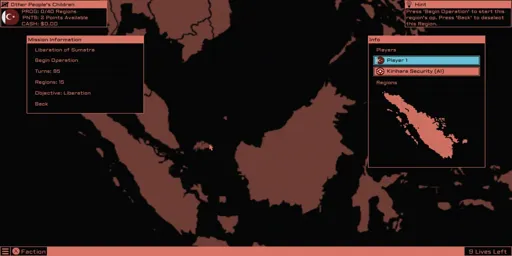 Other People's Children
PROG: 0/40 Regions
PNTS: 2 Points Available
CASH: $0.00
Hint
Press 'Begin Operation' to start this region's op. Press 'Back' to deselect this Region.
Mission Information
Liberation of Sumatra
Begin Operation
Turns: 85
Regions: 15
Objective: Liberation
Back
Info
Players
Player 1
Kirihara Security (AI)
Regions
Faction
9 Lives Left